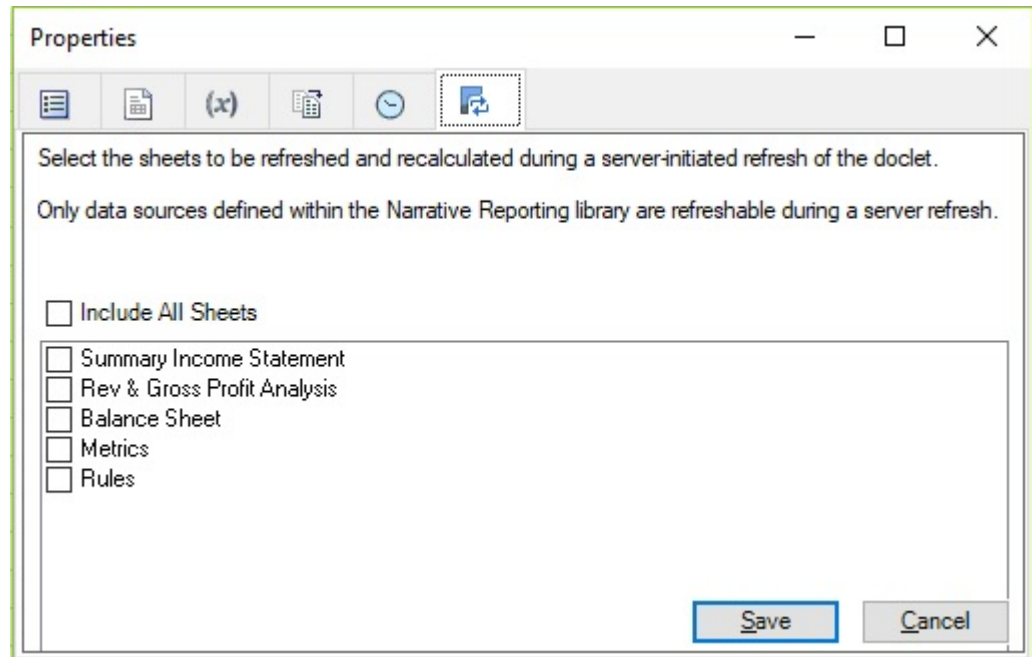 Properties
(x)
Select the sheets to be refreshed and recalculated during a server-initiated refresh of the doclet.
Only data sources defined within the Narrative Reporting library are refreshable during a server refresh.
Include All Sheets
Summary Income Statement
Rev & Gross Profit Analysis
Balance Sheet
Metrics
Rules
Save Cancel